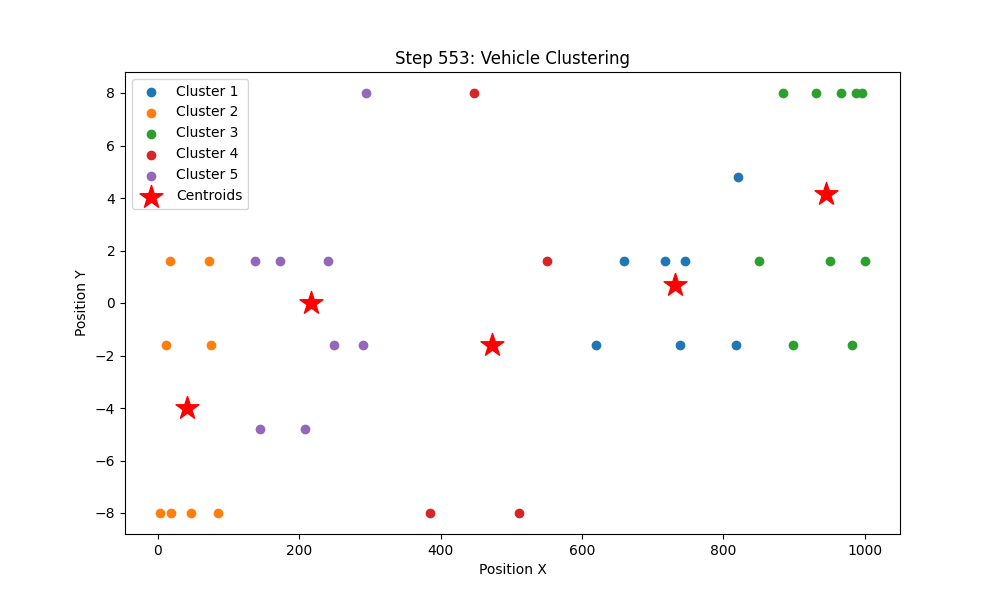 Step 553: Vehicle Clustering
Cluster 1
Cluster 2
Cluster 3
Cluster 4
Cluster 5
Centroids
Position Y
8
6
4
2
0
−2
−4
−6
−8
0 200 400 600 800 1000
Position X